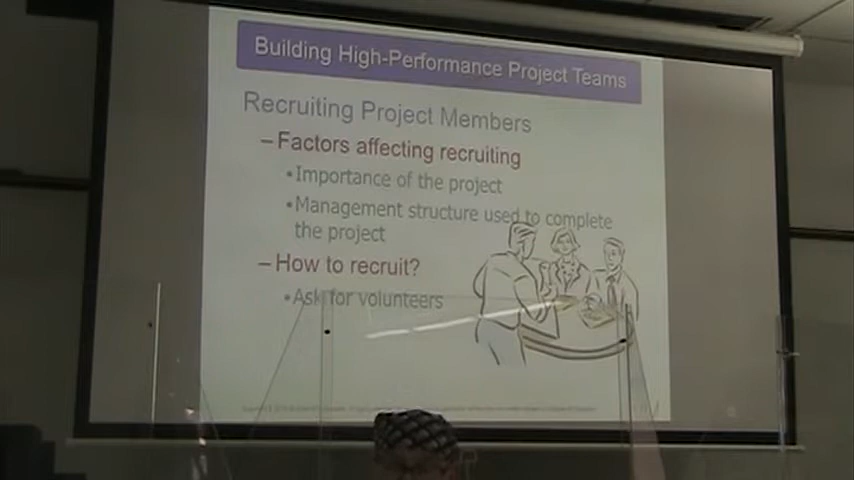 Building High-Performance Project Teams
Recruiting Project Members
–Factors affecting recruiting
•Importance of the project
•Management structure used to complete
the project
–How to recruit?
•Ask for volunteers